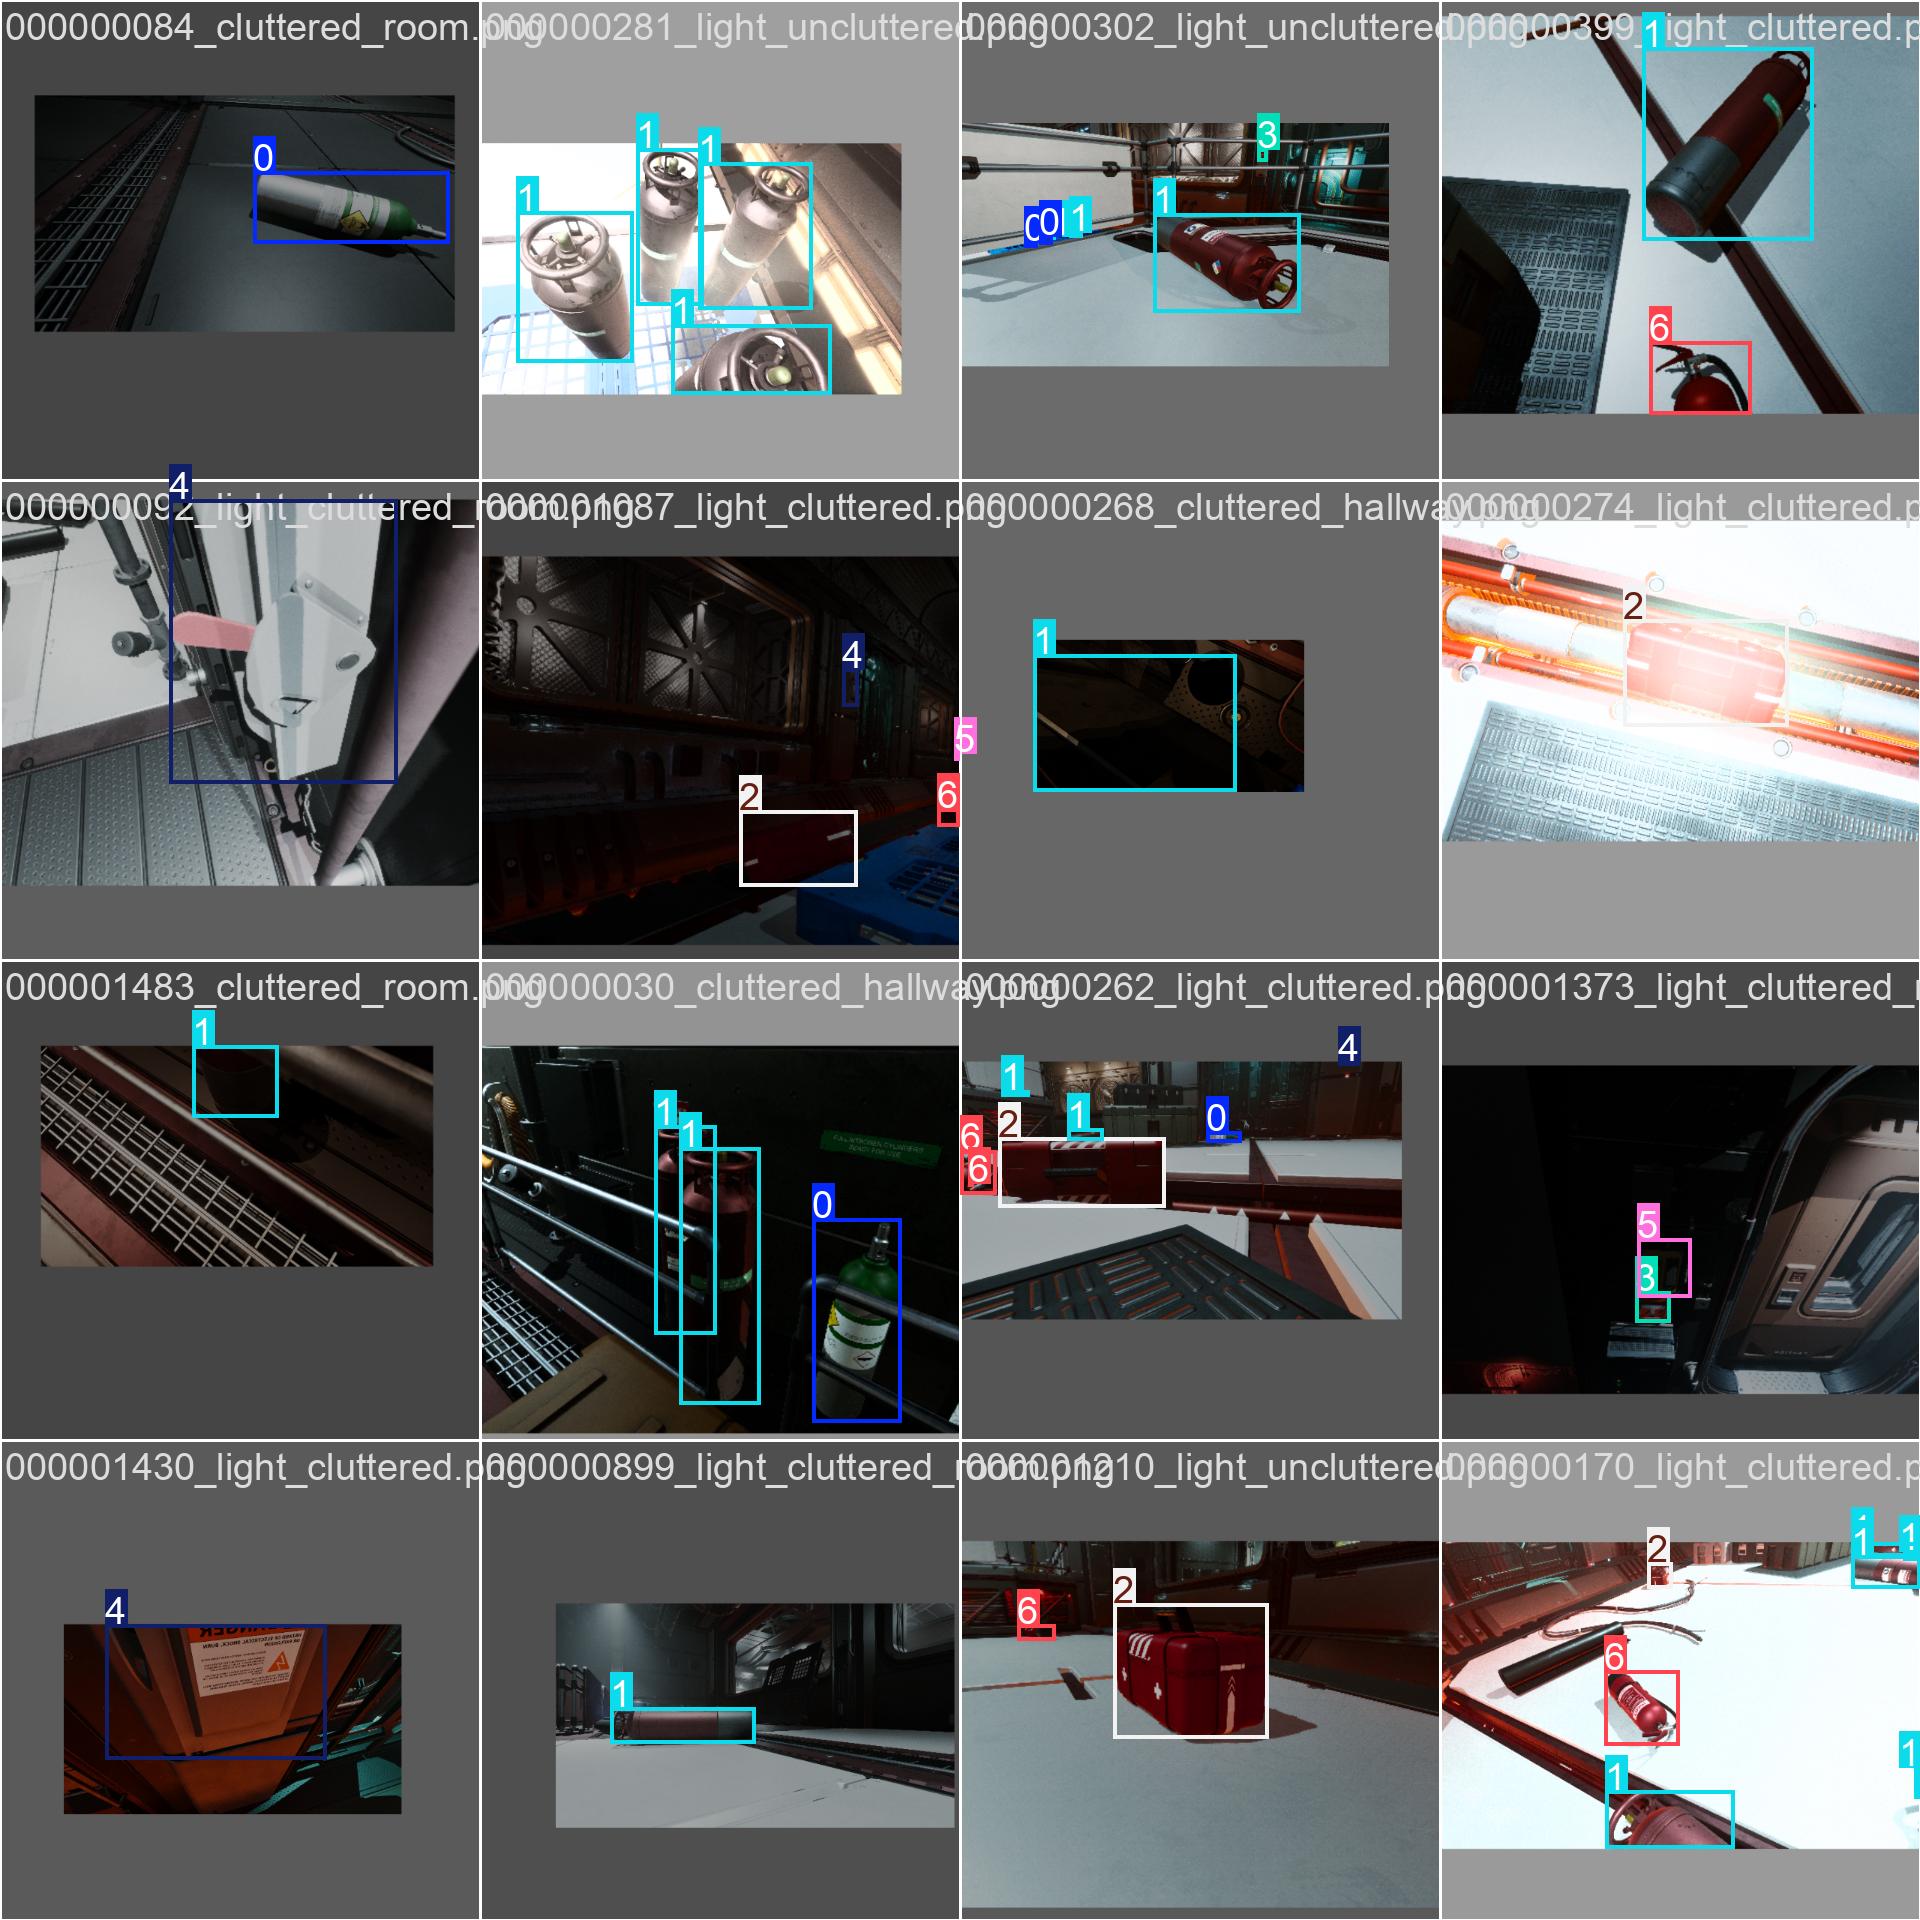 000000084_cluttered_room.png
000000281_light_uncluttered.png
000000302_light_uncluttered.png
000000399_light_cluttered.p
0
1
1
1
1
3
0
0
1
1
1
6
000000092_light_cluttered_room.png
000001087_light_cluttered.png
000000268_cluttered_hallway.png
000000274_light_cluttered.p
4
4
5
2
6
1
2
000001483_cluttered_room.png
000000030_cluttered_hallway.png
000000262_light_cluttered.png
000001373_light_cluttered_
1
1
1
0
4
1
1
2
0
6
6
5
3
000001430_light_cluttered.png
000000899_light_cluttered_room.png
000001210_light_uncluttered.png
000000170_light_cluttered.p
4
1
6
2
2
1
1
6
1
1